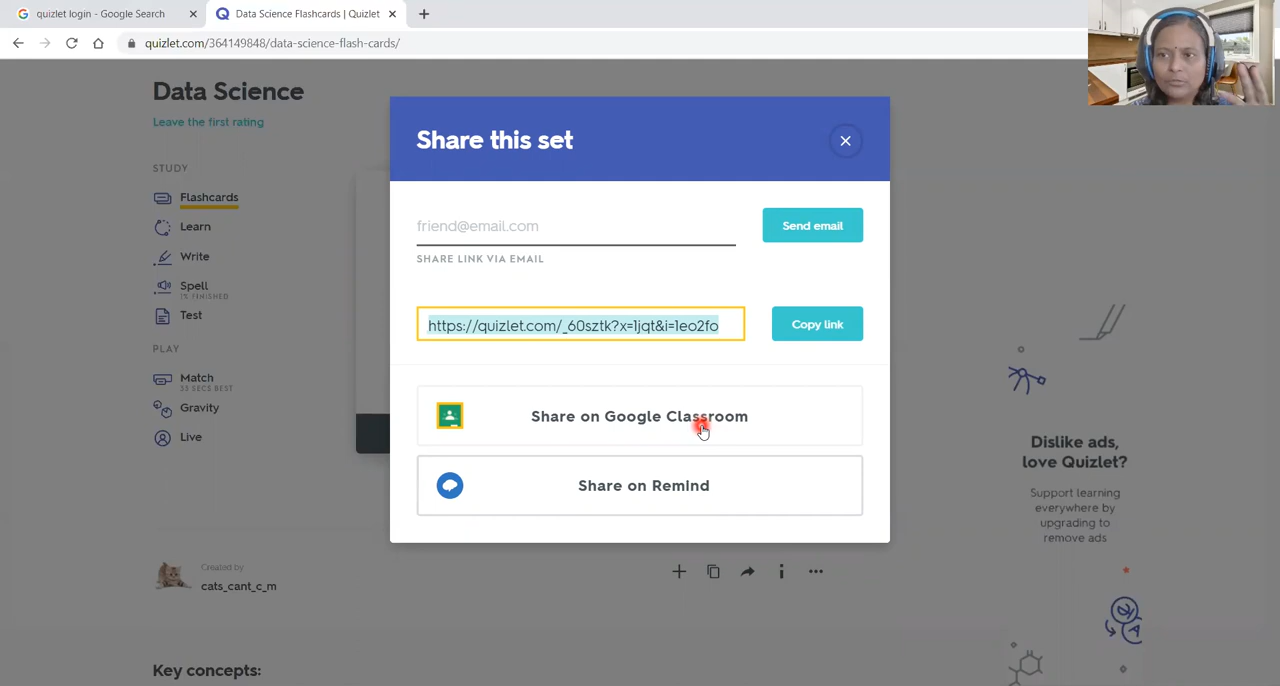 quizlet login - Google Search
Data Science Flashcards | Quizlet
quizlet.com/364149848/data-science-flash-cards/
Data Science
Leave the first rating
STUDY
Flashcards
Learn
Write
Spell
Test
PLAY
Match
33 SECS BEST
Gravity
Live
Share this set
friend@email.com
Send email
SHARE LINK VIA EMAIL
https://quizlet.com/_60sztk?x=1jqt&i=1eo2fo
Copy link
Share on Google Classroom
Share on Remind
Dislike ads,
love Quizlet?
Support learning
everywhere by
upgrading to
remove ads
Created by
cats_cant_c_m
Key concepts: